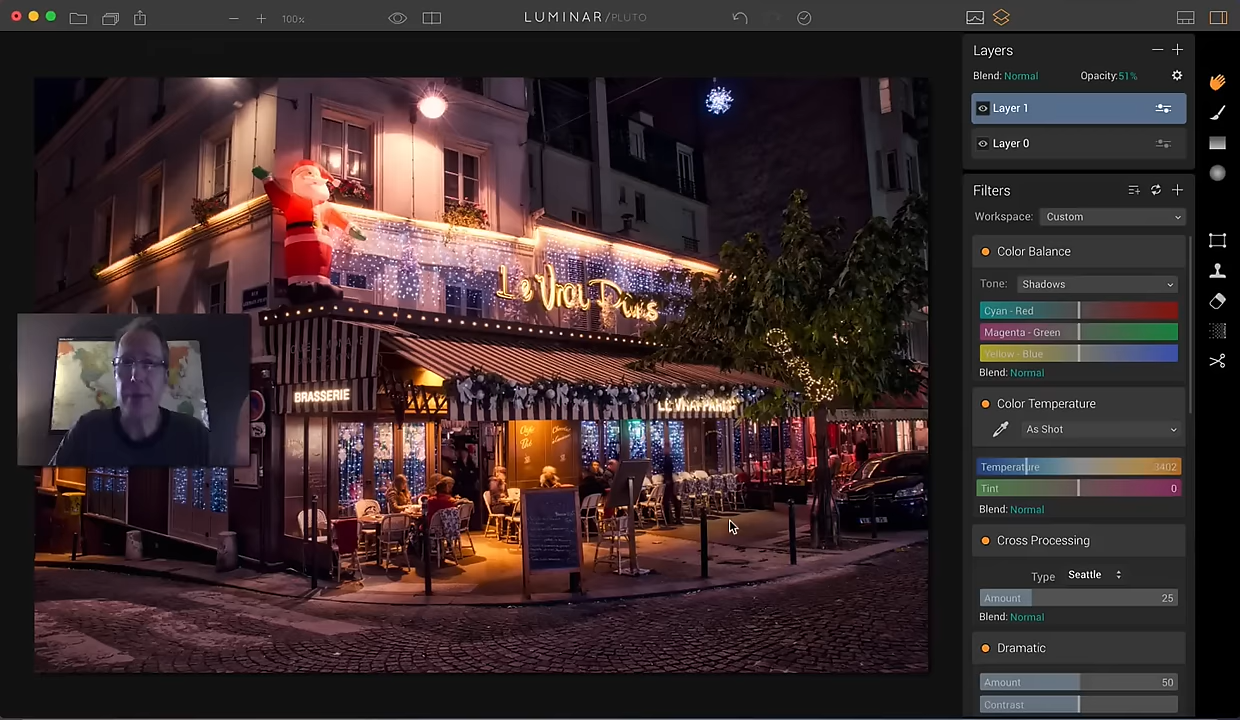 100%
LUMINAR/PLUTO
Layers
Blend: Normal
Opacity: 51%
Layer 1
Layer 0
Filters
Workspace: Custom
Color Balance
Tone: Shadows
Cyan - Red
Magenta - Green
Yellow - Blue
Blend: Normal
Color Temperature
As Shot
Temperature 3402
Tint 0
Blend: Normal
Cross Processing
Type Seattle
Amount 25
Blend: Normal
Dramatic
Amount 50
Contrast
Le Vrai Paris
BRASSERIE
LE VRAI PARIS